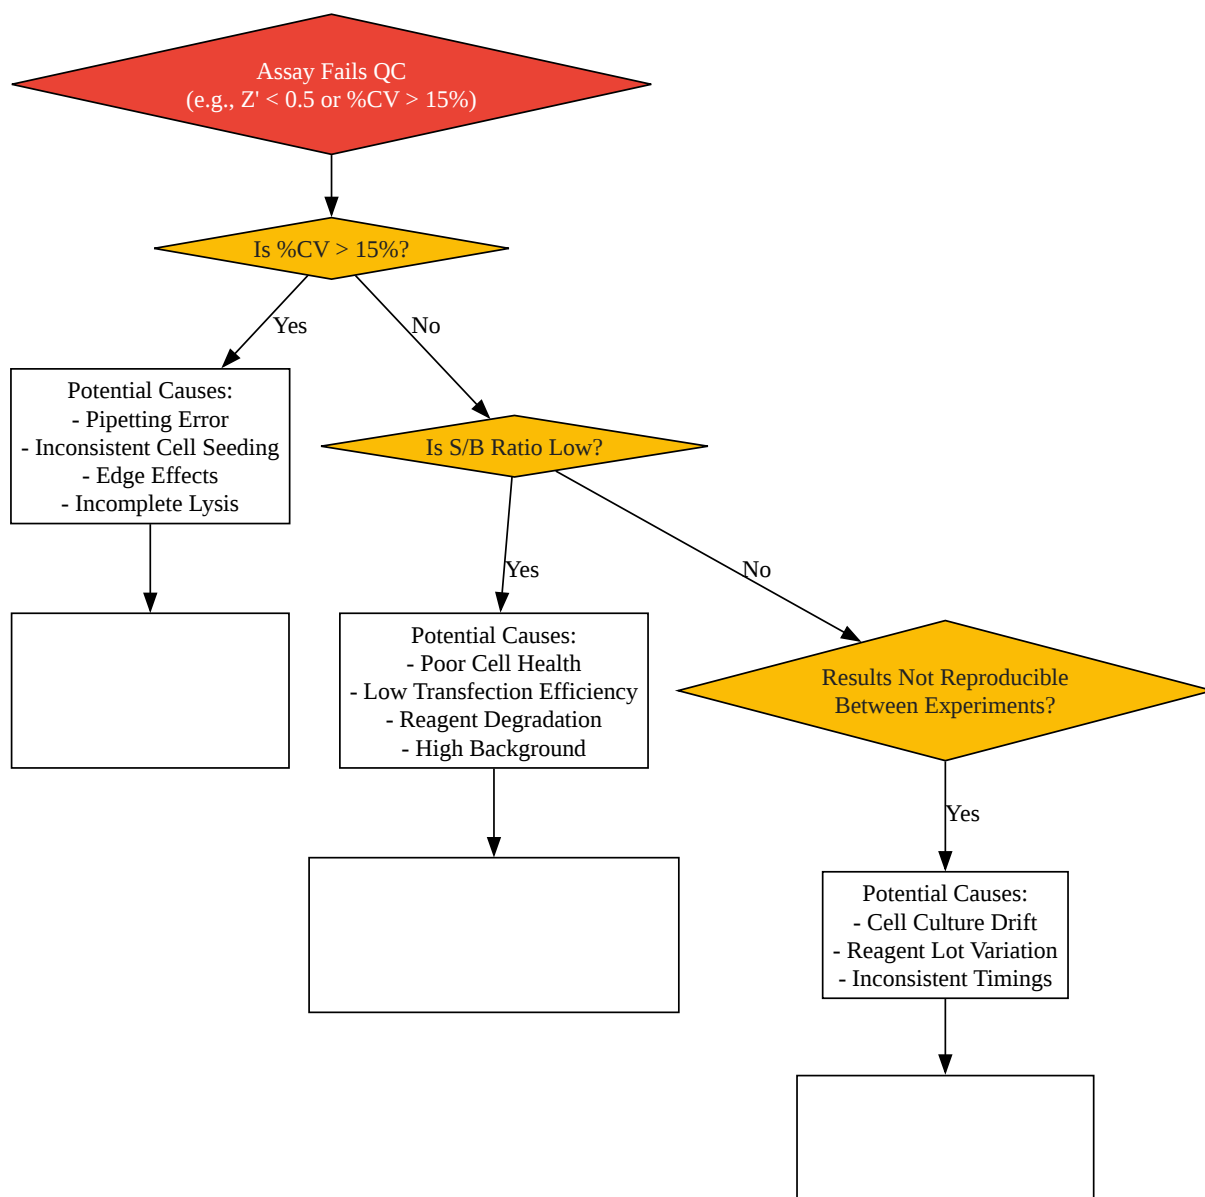 Assay Fails QC
(e.g., Z' < 0.5 or %CV > 15%)
Is %CV > 15%?
Yes
No
Potential Causes:
- Pipetting Error
- Inconsistent Cell Seeding
- Edge Effects
- Incomplete Lysis
Is S/B Ratio Low?
Yes
No
Potential Causes:
- Poor Cell Health
- Low Transfection Efficiency
- Reagent Degradation
- High Background
Results Not Reproducible
Between Experiments?
Yes
Potential Causes:
- Cell Culture Drift
- Reagent Lot Variation
- Inconsistent Timings